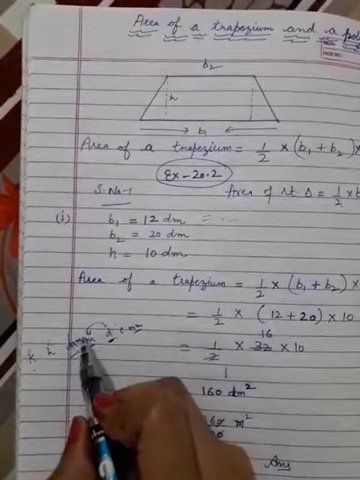 Area of a trapezium and a
b₂
h
b₁
Area of a trapezium = 1/2 × (b₁ + b₂) ×
Ex - 20.2
S.No-1 Area of rt. Δ = 1/2 × b
(i) b₁ = 12 dm
b₂ = 20 dm
h = 10 dm
Area of a trapezium = 1/2 × (b₁ + b₂) ×
= 1/2 × (12 + 20) × 10
= 1/2 × 32 × 10
16
1
160 dm²
k h
m²
Ans